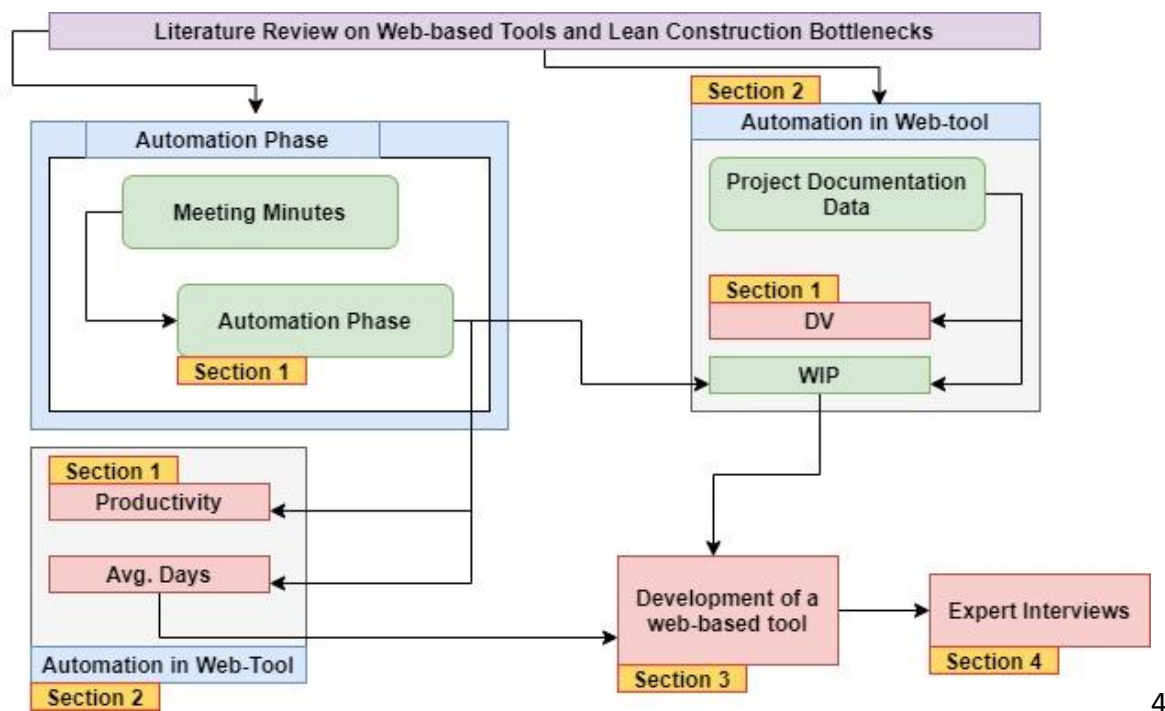 Literature Review on Web-based Tools and Lean Construction Bottlenecks
Automation Phase
Meeting Minutes
Automation Phase
Section 1
Section 2
Automation in Web-tool
Project Documentation
Data
Section 1
DV
WIP
Section 1
Productivity
Avg. Days
Automation in Web-Tool
Section 2
Development of a
web-based tool
Section 3
Expert Interviews
Section 4
4